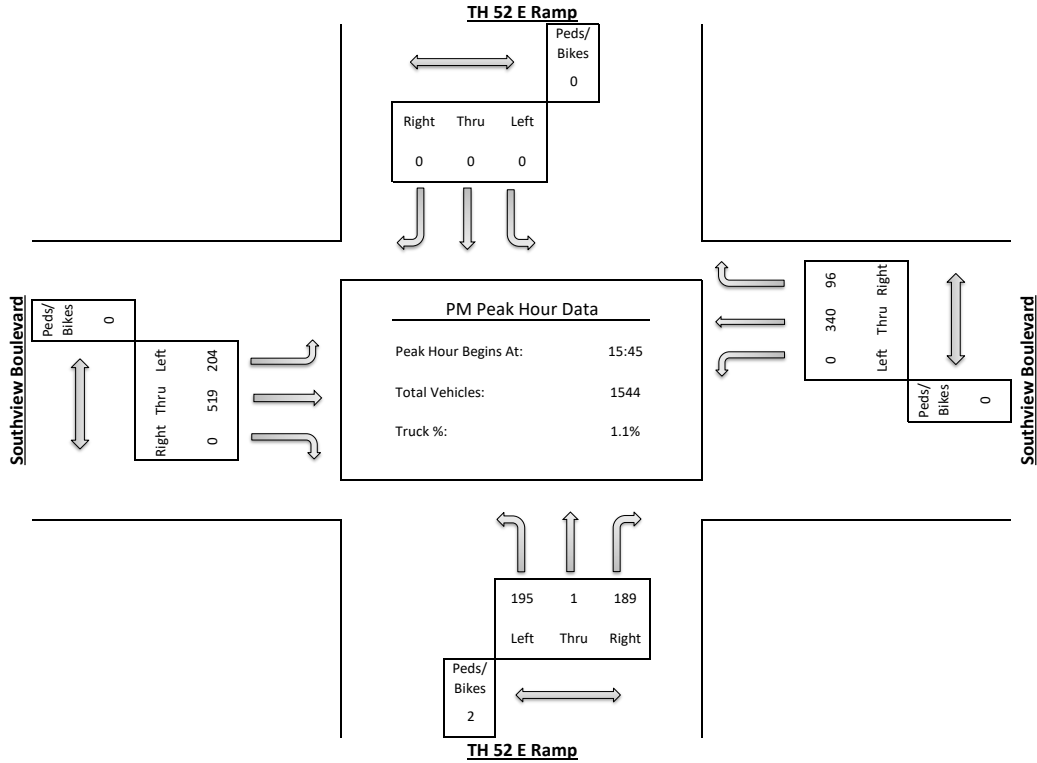 TH 52 E Ramp
Peds/
Bikes
0
Right Thru Left
0 0 0
Southview Boulevard
Peds/
Bikes
0
Left 204
Thru 519
Right 0
PM Peak Hour Data
Peak Hour Begins At: 15:45
Total Vehicles: 1544
Truck %: 1.1%
96 Right
340 Thru
0 Left
Peds/
Bikes
0
Southview Boulevard
195 1 189
Left Thru Right
Peds/
Bikes
2
TH 52 E Ramp